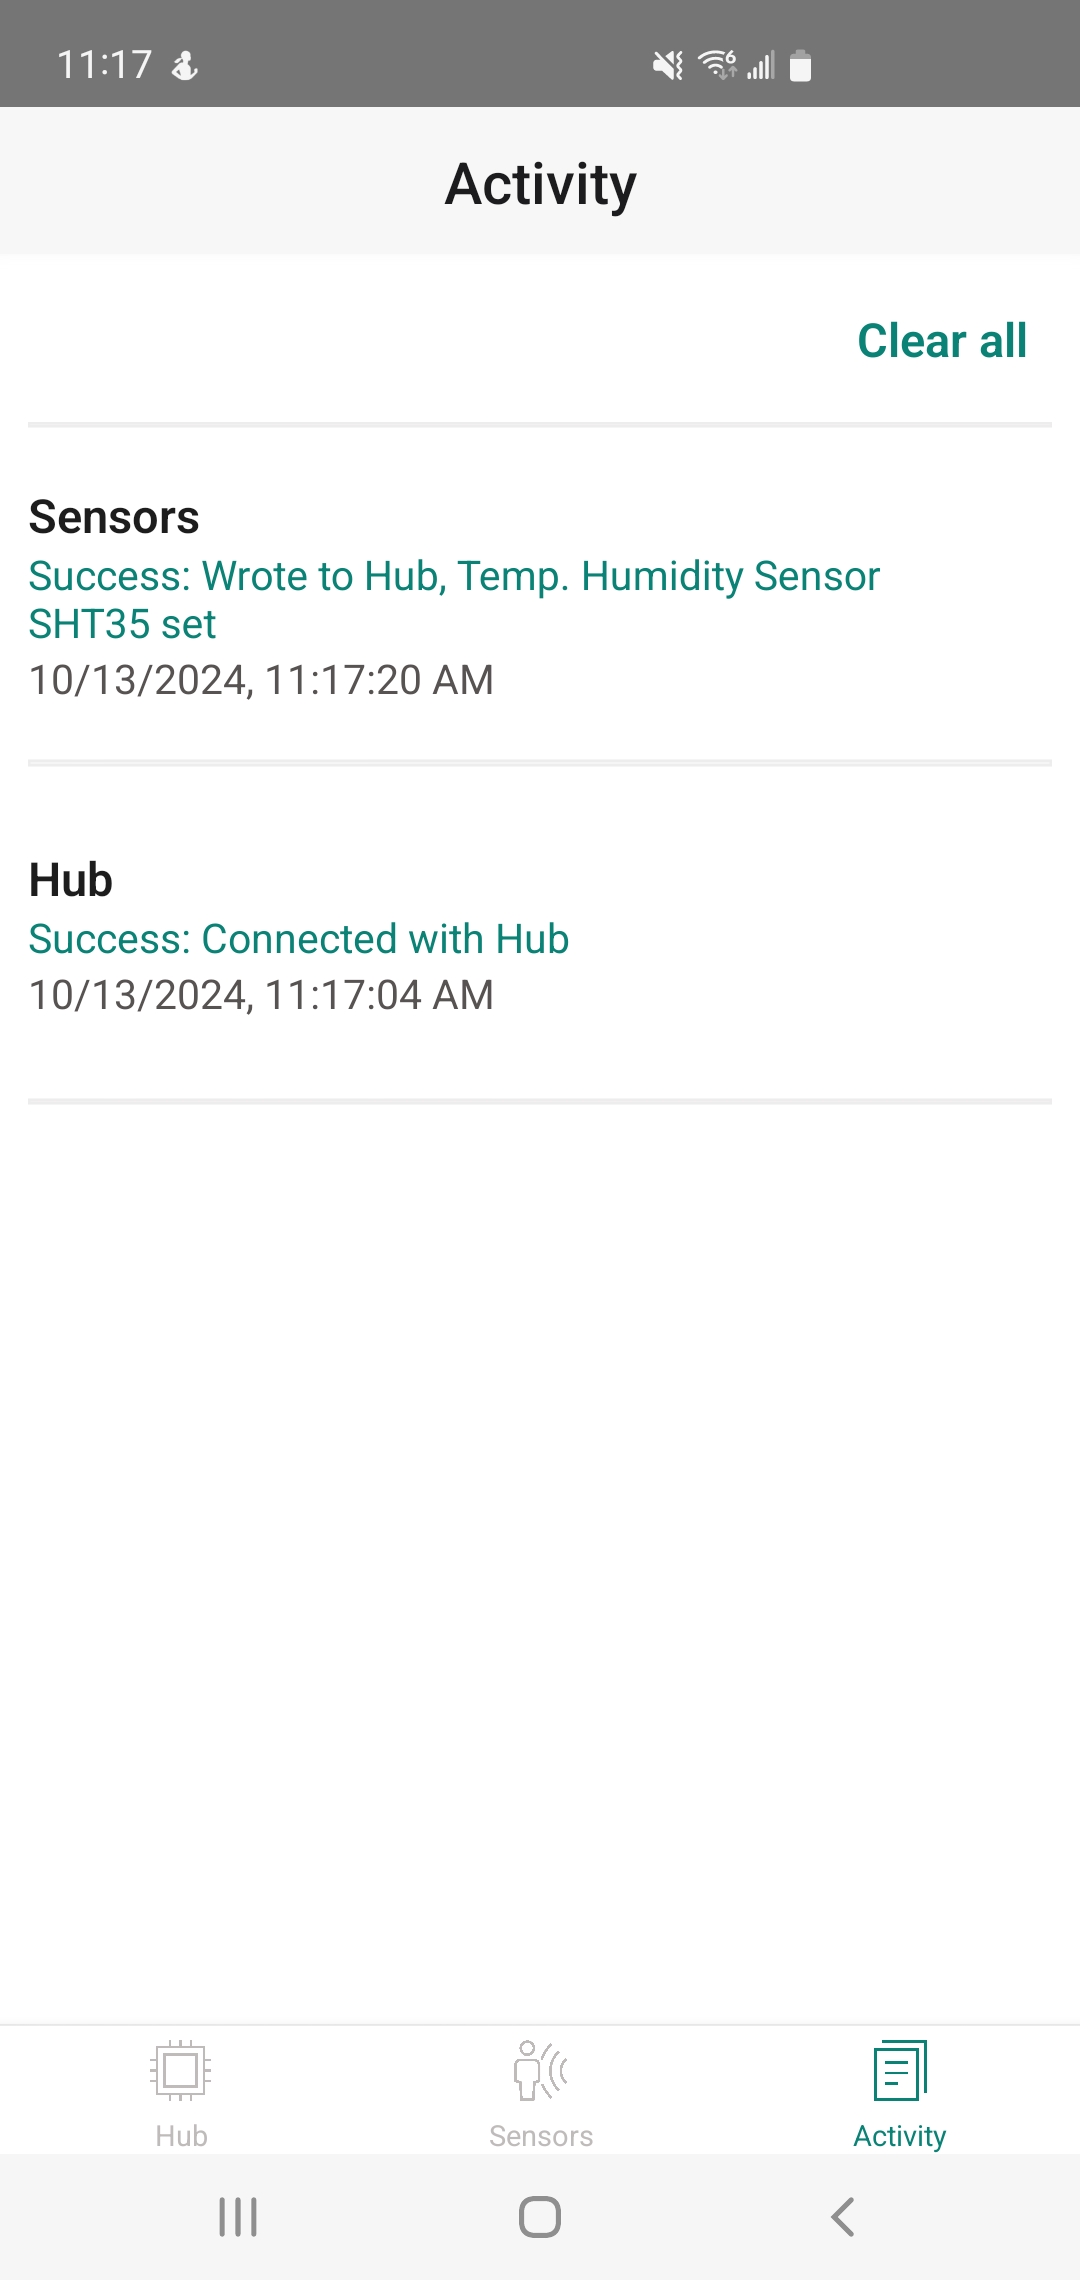 11:17
6
Activity
Clear all
Sensors
Success: Wrote to Hub, Temp. Humidity Sensor
SHT35 set
10/13/2024, 11:17:20 AM
Hub
Success: Connected with Hub
10/13/2024, 11:17:04 AM
Hub
Sensors
Activity